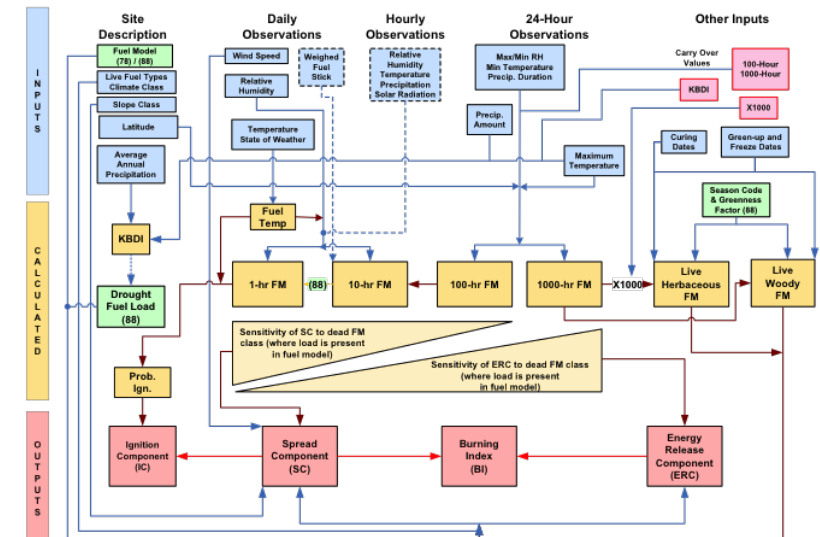 Site
Description
Daily
Observations
Hourly
Observations
24-Hour
Observations
Other Inputs
INPUTS
Fuel Model
(78) / (88)
Live Fuel Types
Climate Class
Slope Class
Latitude
Average
Annual
Precipitation
Wind Speed
Relative
Humidity
Temperature
State of Weather
Weighed
Fuel
Stick
Relative
Humidity
Temperature
Precipitation
Solar Radiation
Max/Min RH
Min Temperature
Precip. Duration
Precip.
Amount
Maximum
Temperature
Carry Over
Values
100-Hour
1000-Hour
KBDI
X1000
Curing
Dates
Green-up and
Freeze Dates
Season Code
& Greenness
Factor (88)
CALCULATED
KBDI
Drought
Fuel Load
(88)
Fuel
Temp
1-hr FM
(88)
10-hr FM
100-hr FM
1000-hr FM
X1000
Live
Herbaceous
FM
Live
Woody
FM
Sensitivity of SC to dead FM
class (where load is present
in fuel model)
Sensitivity of ERC to dead FM class
(where load is present
in fuel model)
Prob.
Ign.
OUTPUTS
Ignition
Component
(IC)
Spread
Component
(SC)
Burning
Index
(BI)
Energy
Release
Component
(ERC)